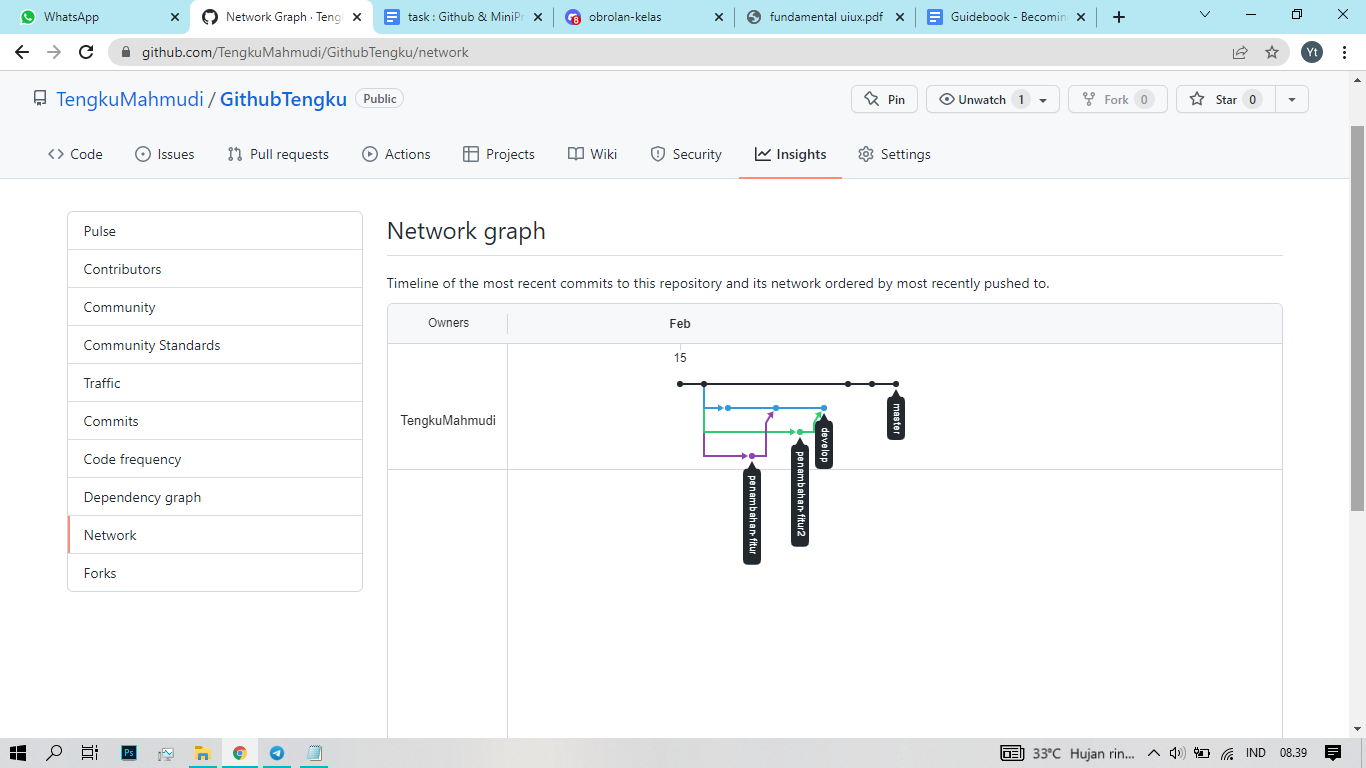 WhatsApp
Network Graph · Teng
task : Github & MiniPr
obrolan-kelas
fundamental uiux.pdf
Guidebook - Becomin
github.com/TengkuMahmudi/GithubTengku/network
Yt
TengkuMahmudi / GithubTengku Public
Pin
Unwatch 1
Fork 0
Star 0
Code
Issues
Pull requests
Actions
Projects
Wiki
Security
Insights
Settings
Pulse
Contributors
Community
Community Standards
Traffic
Commits
Code frequency
Dependency graph
Network
Forks
Network graph
Timeline of the most recent commits to this repository and its network ordered by most recently pushed to.
Owners
Feb
15
TengkuMahmudi
master
develop
penambahan-fitur2
penambahan-fitur
Ps
33°C Hujan rin...
IND
08.39